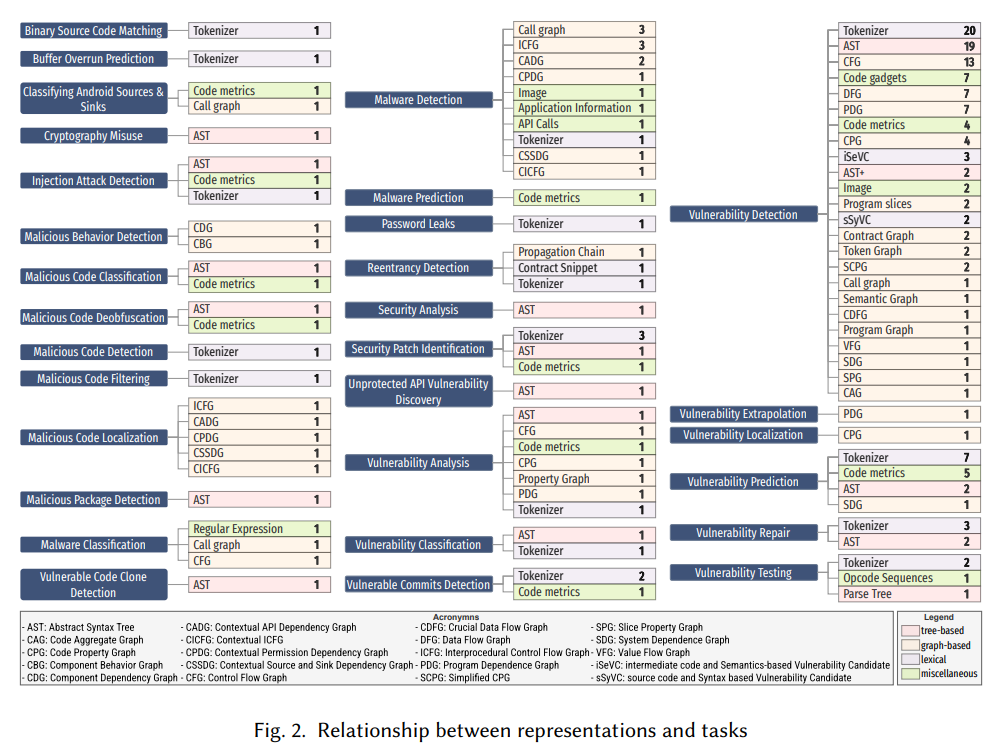 Binary Source Code Matching
Tokenizer 1
Buffer Overrun Prediction
Tokenizer 1
Classifying Android Sources &
Sinks
Code metrics 1
Call graph 1
Cryptography Misuse
AST 1
Injection Attack Detection
AST 1
Code metrics 1
Tokenizer 1
Malicious Behavior Detection
CDG 1
CBG 1
Malicious Code Classification
AST 1
Code metrics 1
Malicious Code Deobfuscation
AST 1
Code metrics 1
Malicious Code Detection
Tokenizer 1
Malicious Code Filtering
Tokenizer 1
Malicious Code Localization
ICFG 1
CADG 1
CPDG 1
CSSDG 1
CICFG 1
Malicious Package Detection
AST 1
Malware Classification
Regular Expression 1
Call graph 1
CFG 1
Vulnerable Code Clone
Detection
AST 1
Malware Detection
Call graph 3
ICFG 3
CADG 2
CPDG 1
Image 1
Application Information 1
API Calls 1
Tokenizer 1
CSSDG 1
CICFG 1
Malware Prediction
Code metrics 1
Password Leaks
Tokenizer 1
Reentrancy Detection
Propagation Chain 1
Contract Snippet 1
Tokenizer 1
Security Analysis
AST 1
Security Patch Identification
Tokenizer 3
AST 1
Code metrics 1
Unprotected API Vulnerability
Discovery
AST 1
Vulnerability Analysis
AST 1
CFG 1
Code metrics 1
CPG 1
Property Graph 1
PDG 1
Tokenizer 1
Vulnerability Classification
AST 1
Tokenizer 1
Vulnerable Commits Detection
Tokenizer 2
Code metrics 1
Vulnerability Detection
Tokenizer 20
AST 19
CFG 13
Code gadgets 7
DFG 7
PDG 7
Code metrics 4
CPG 4
iSeVC 3
AST+ 2
Image 2
Program slices 2
sSyVC 2
Contract Graph 2
Token Graph 2
SCPG 2
Call graph 1
Semantic Graph 1
CDFG 1
Program Graph 1
VFG 1
SDG 1
SPG 1
CAG 1
Vulnerability Extrapolation
PDG 1
Vulnerability Localization
CPG 1
Vulnerability Prediction
Tokenizer 7
Code metrics 5
AST 2
SDG 1
Vulnerability Repair
Tokenizer 3
AST 2
Vulnerability Testing
Tokenizer 2
Opcode Sequences 1
Parse Tree 1
Acronymns
- AST: Abstract Syntax Tree
- CAG: Code Aggregate Graph
- CPG: Code Property Graph
- CBG: Component Behavior Graph
- CDG: Component Dependency Graph
- CADG: Contextual API Dependency Graph
- CICFG: Contextual ICFG
- CPDG: Contextual Permission Dependency Graph
- CSSDG: Contextual Source and Sink Dependency Graph
- CFG: Control Flow Graph
- CDFG: Crucial Data Flow Graph
- DFG: Data Flow Graph
- ICFG: Interprocedural Control Flow Graph
- PDG: Program Dependence Graph
- SCPG: Simplified CPG
- SPG: Slice Property Graph
- SDG: System Dependence Graph
- VFG: Value Flow Graph
- iSeVC: intermediate code and Semantics-based Vulnerability Candidate
- sSyVC: source code and Syntax based Vulnerability Candidate
Legend
tree-based
graph-based
lexical
miscellaneous
Fig. 2. Relationship between representations and tasks